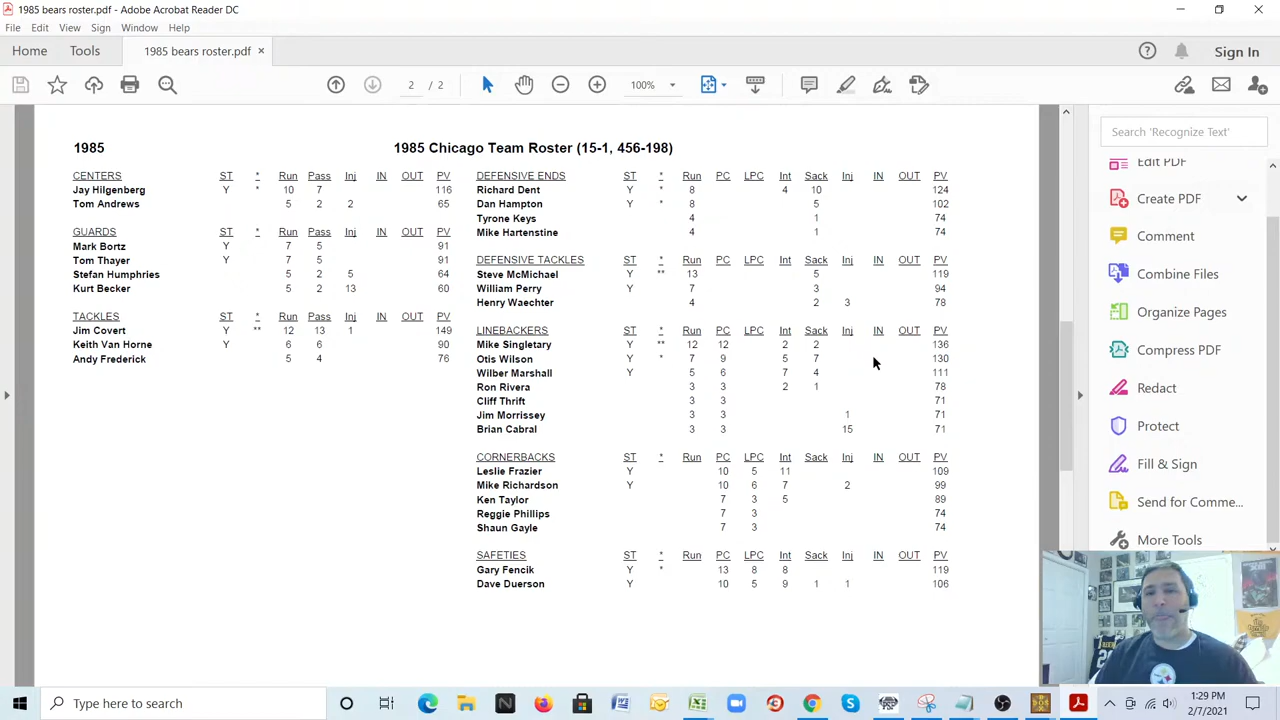 1985 bears roster.pdf - Adobe Acrobat Reader DC
File Edit View Sign Window Help
Home Tools 1985 bears roster.pdf × Sign In
2 / 2 100%
1985 1985 Chicago Team Roster (15-1, 456-198)
CENTERS ST * Run Pass Inj IN OUT PV
Jay Hilgenberg Y * 10 7 116
Tom Andrews 5 2 2 65
GUARDS ST * Run Pass Inj IN OUT PV
Mark Bortz Y 7 5 91
Tom Thayer Y 7 5 91
Stefan Humphries 5 2 5 64
Kurt Becker 5 2 13 60
TACKLES ST * Run Pass Inj IN OUT PV
Jim Covert Y ** 12 13 1 149
Keith Van Horne Y 6 6 90
Andy Frederick 5 4 76
DEFENSIVE ENDS ST * Run PC LPC Int Sack Inj IN OUT PV
Richard Dent Y * 8 4 10 124
Dan Hampton Y * 8 5 102
Tyrone Keys 4 1 74
Mike Hartenstine 4 1 74
DEFENSIVE TACKLES ST * Run PC LPC Int Sack Inj IN OUT PV
Steve McMichael Y ** 13 5 119
William Perry Y 7 3 94
Henry Waechter 4 2 3 78
LINEBACKERS ST * Run PC LPC Int Sack Inj IN OUT PV
Mike Singletary Y ** 12 12 2 2 136
Otis Wilson Y * 7 9 5 7 130
Wilber Marshall Y 5 6 7 4 111
Ron Rivera 3 3 2 1 78
Cliff Thrift 3 3 71
Jim Morrissey 3 3 1 71
Brian Cabral 3 3 15 71
CORNERBACKS ST * Run PC LPC Int Sack Inj IN OUT PV
Leslie Frazier Y 10 5 11 109
Mike Richardson Y 10 6 7 2 99
Ken Taylor 7 3 5 89
Reggie Phillips 7 3 74
Shaun Gayle 7 3 74
SAFETIES ST * Run PC LPC Int Sack Inj IN OUT PV
Gary Fencik Y * 13 8 8 119
Dave Duerson Y 10 5 9 1 1 106
Search 'Recognize Text'
Edit PDF
Create PDF
Comment
Combine Files
Organize Pages
Compress PDF
Redact
Protect
Fill & Sign
Send for Comme...
More Tools
Type here to search
1:29 PM
2/7/2021